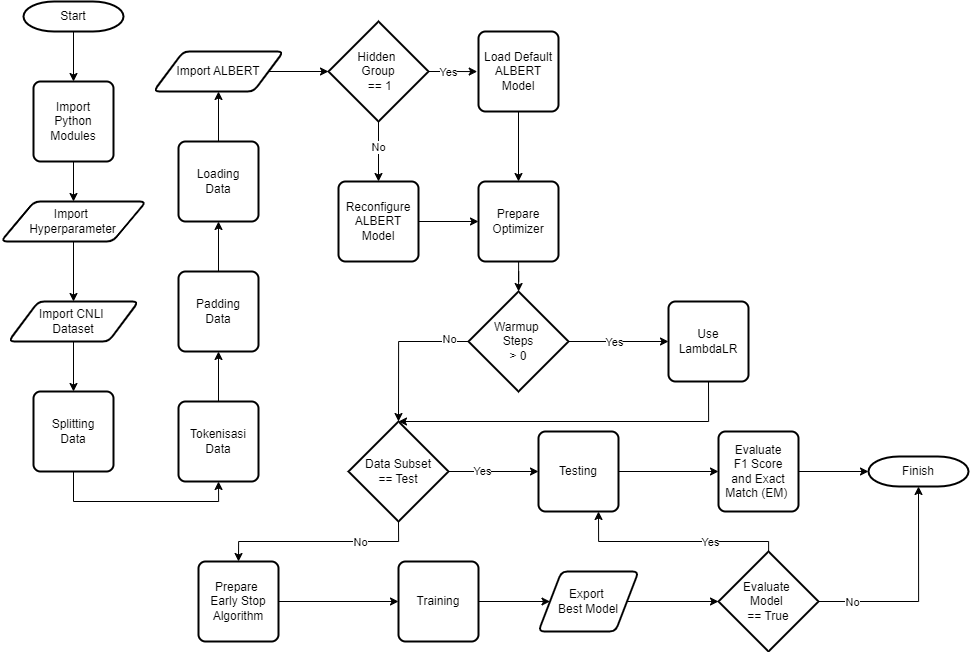 Start
Import
Python
Modules
Import
Hyperparameter
Import CNLI
Dataset
Splitting
Data
Tokenisasi
Data
Padding
Data
Loading
Data
Import ALBERT
Hidden
Group
== 1
Yes
Load Default
ALBERT
Model
No
Reconfigure
ALBERT
Model
Prepare
Optimizer
Warmup
Steps
> 0
No
Yes
Use
LambdaLR
Data Subset
== Test
Yes
Testing
Evaluate
F1 Score
and Exact
Match (EM)
Finish
No
Prepare
Early Stop
Algorithm
Training
Export
Best Model
Evaluate
Model
== True
Yes
No